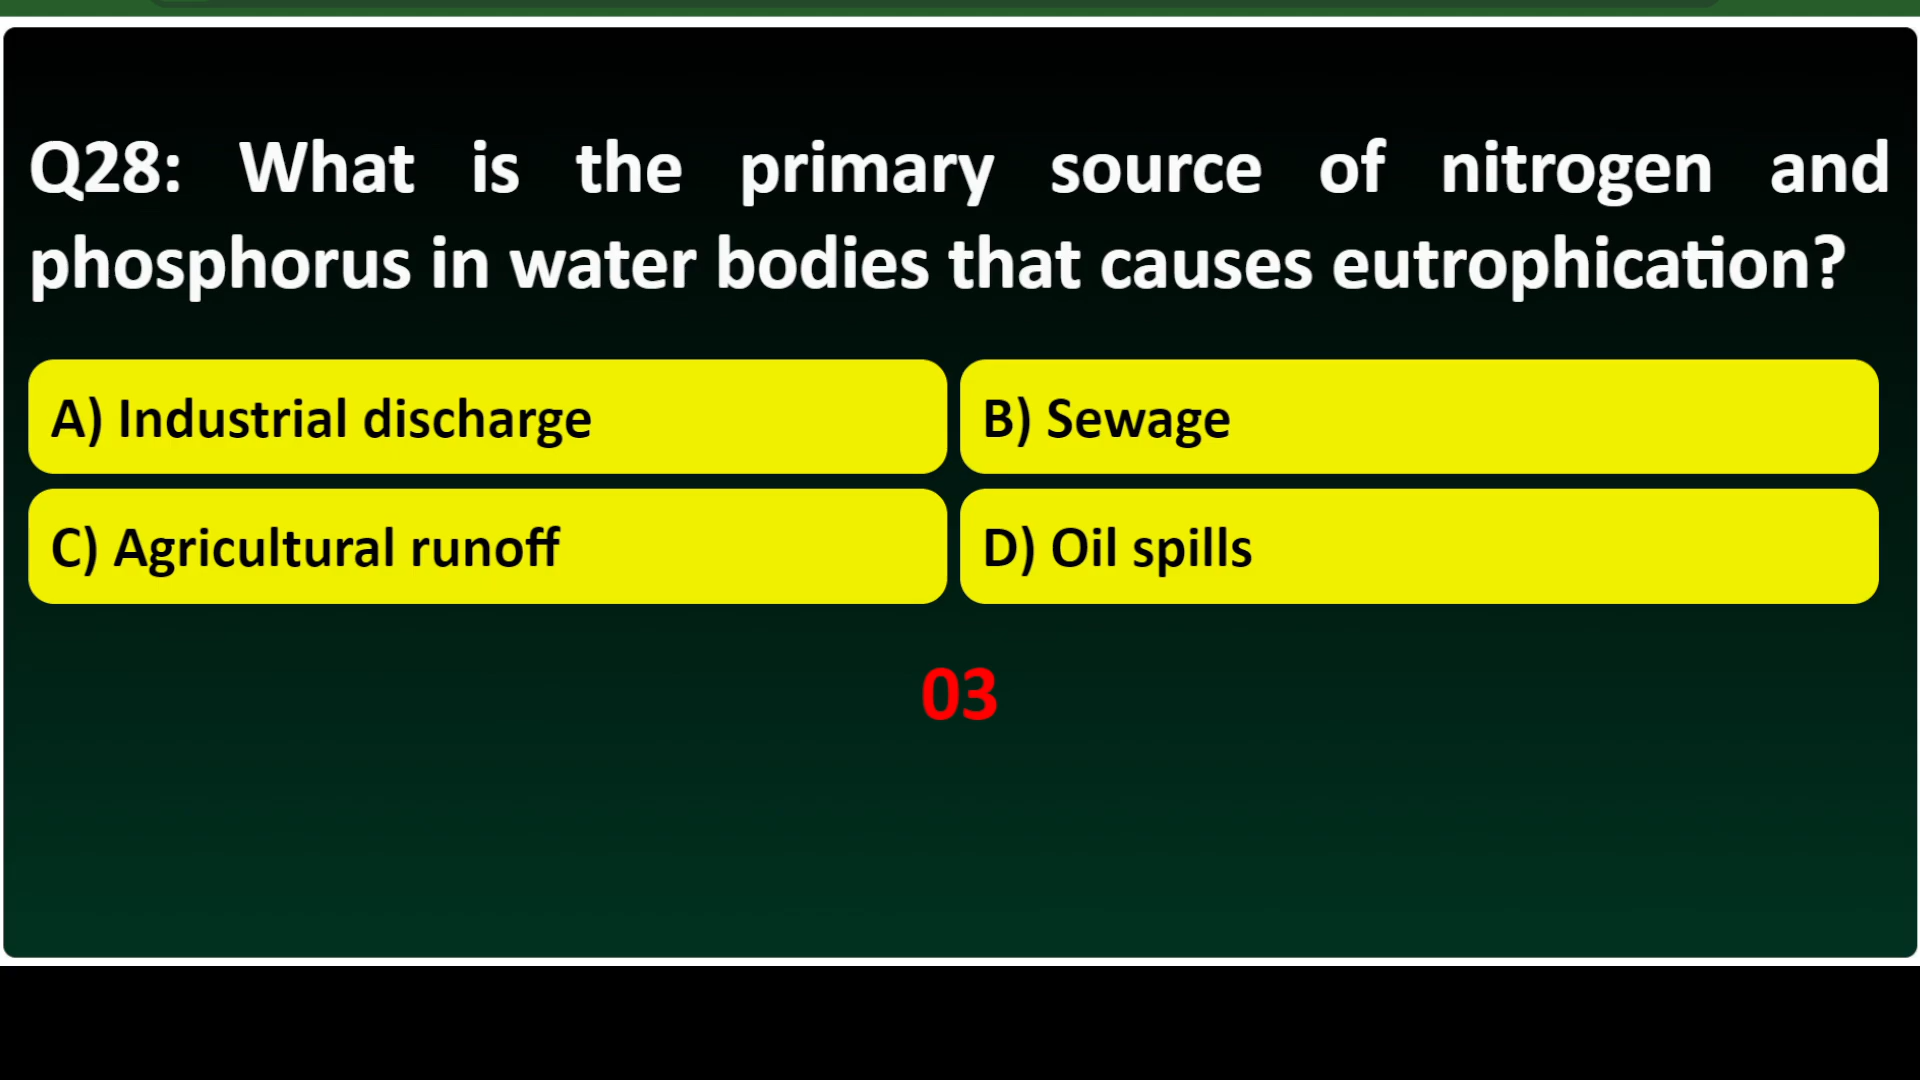 Q28: What is the primary source of nitrogen and
phosphorus in water bodies that causes eutrophication?
A) Industrial discharge
B) Sewage
C) Agricultural runoff
D) Oil spills
03